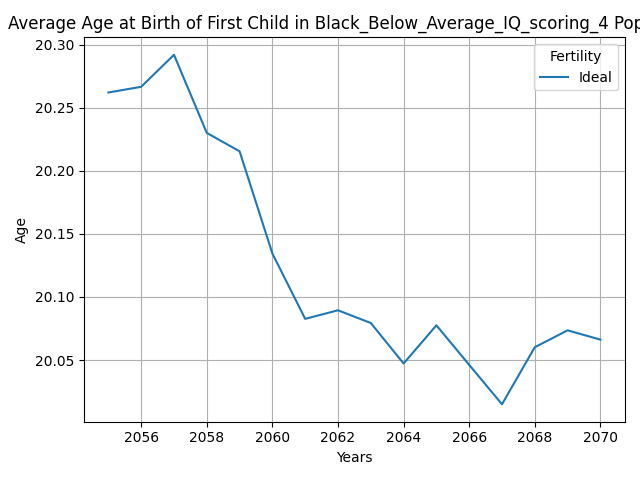 Average Age at Birth of First Child in Black_Below_Average_IQ_scoring_4 Pop
20.30
20.25
20.20
20.15
20.10
20.05
Age
Fertility
Ideal
2056 2058 2060 2062 2064 2066 2068 2070
Years